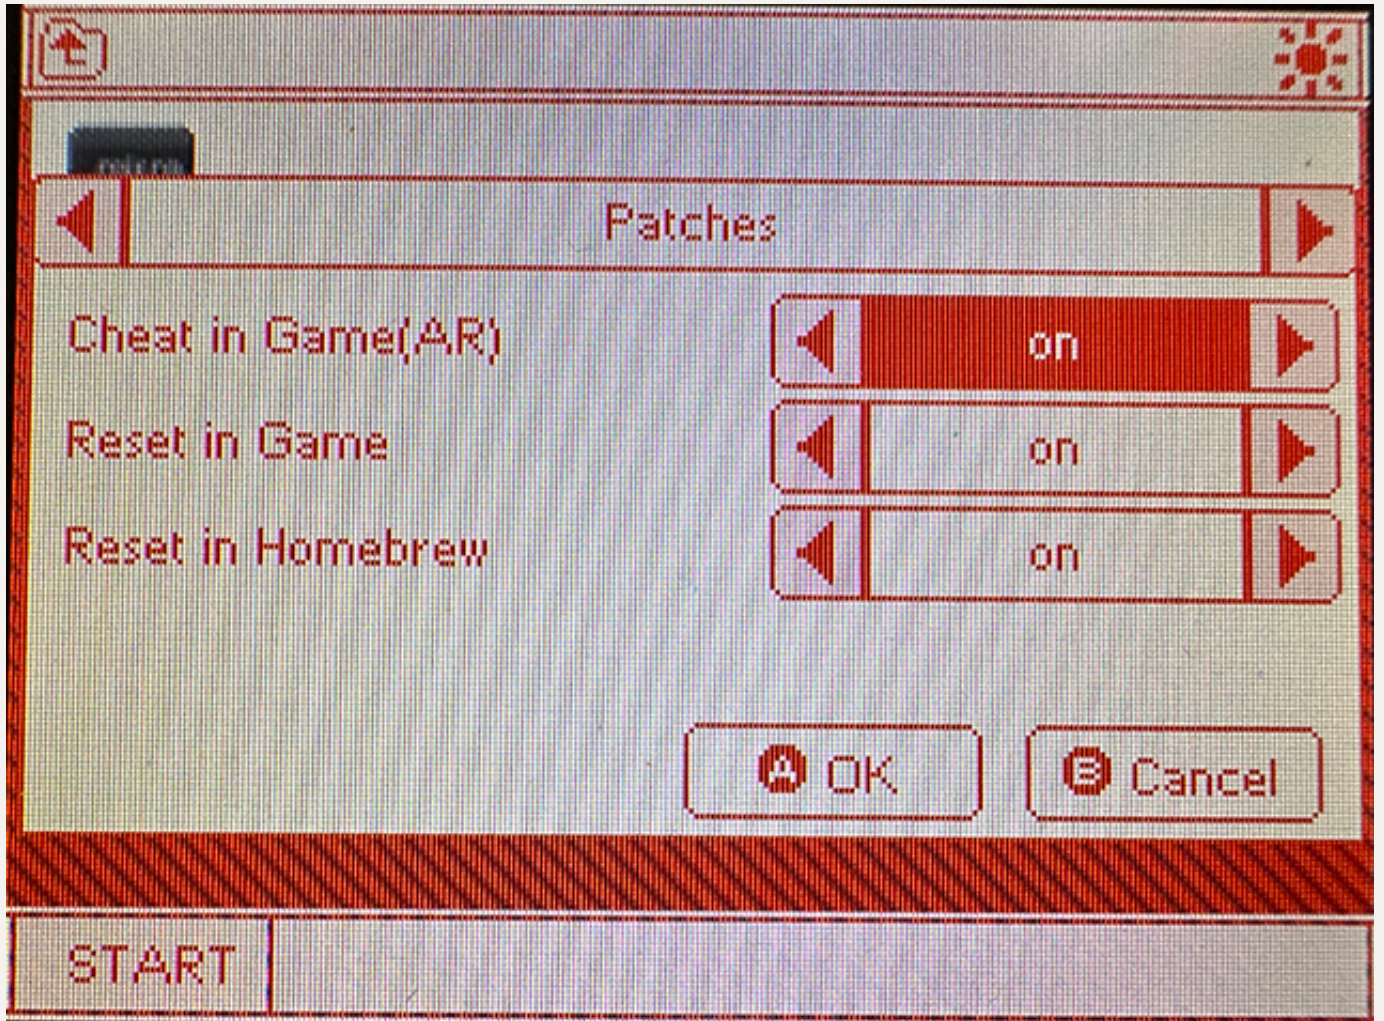 Patches
Cheat in Game(AR) on
Reset in Game on
Reset in Homebrew on
A OK B Cancel
START